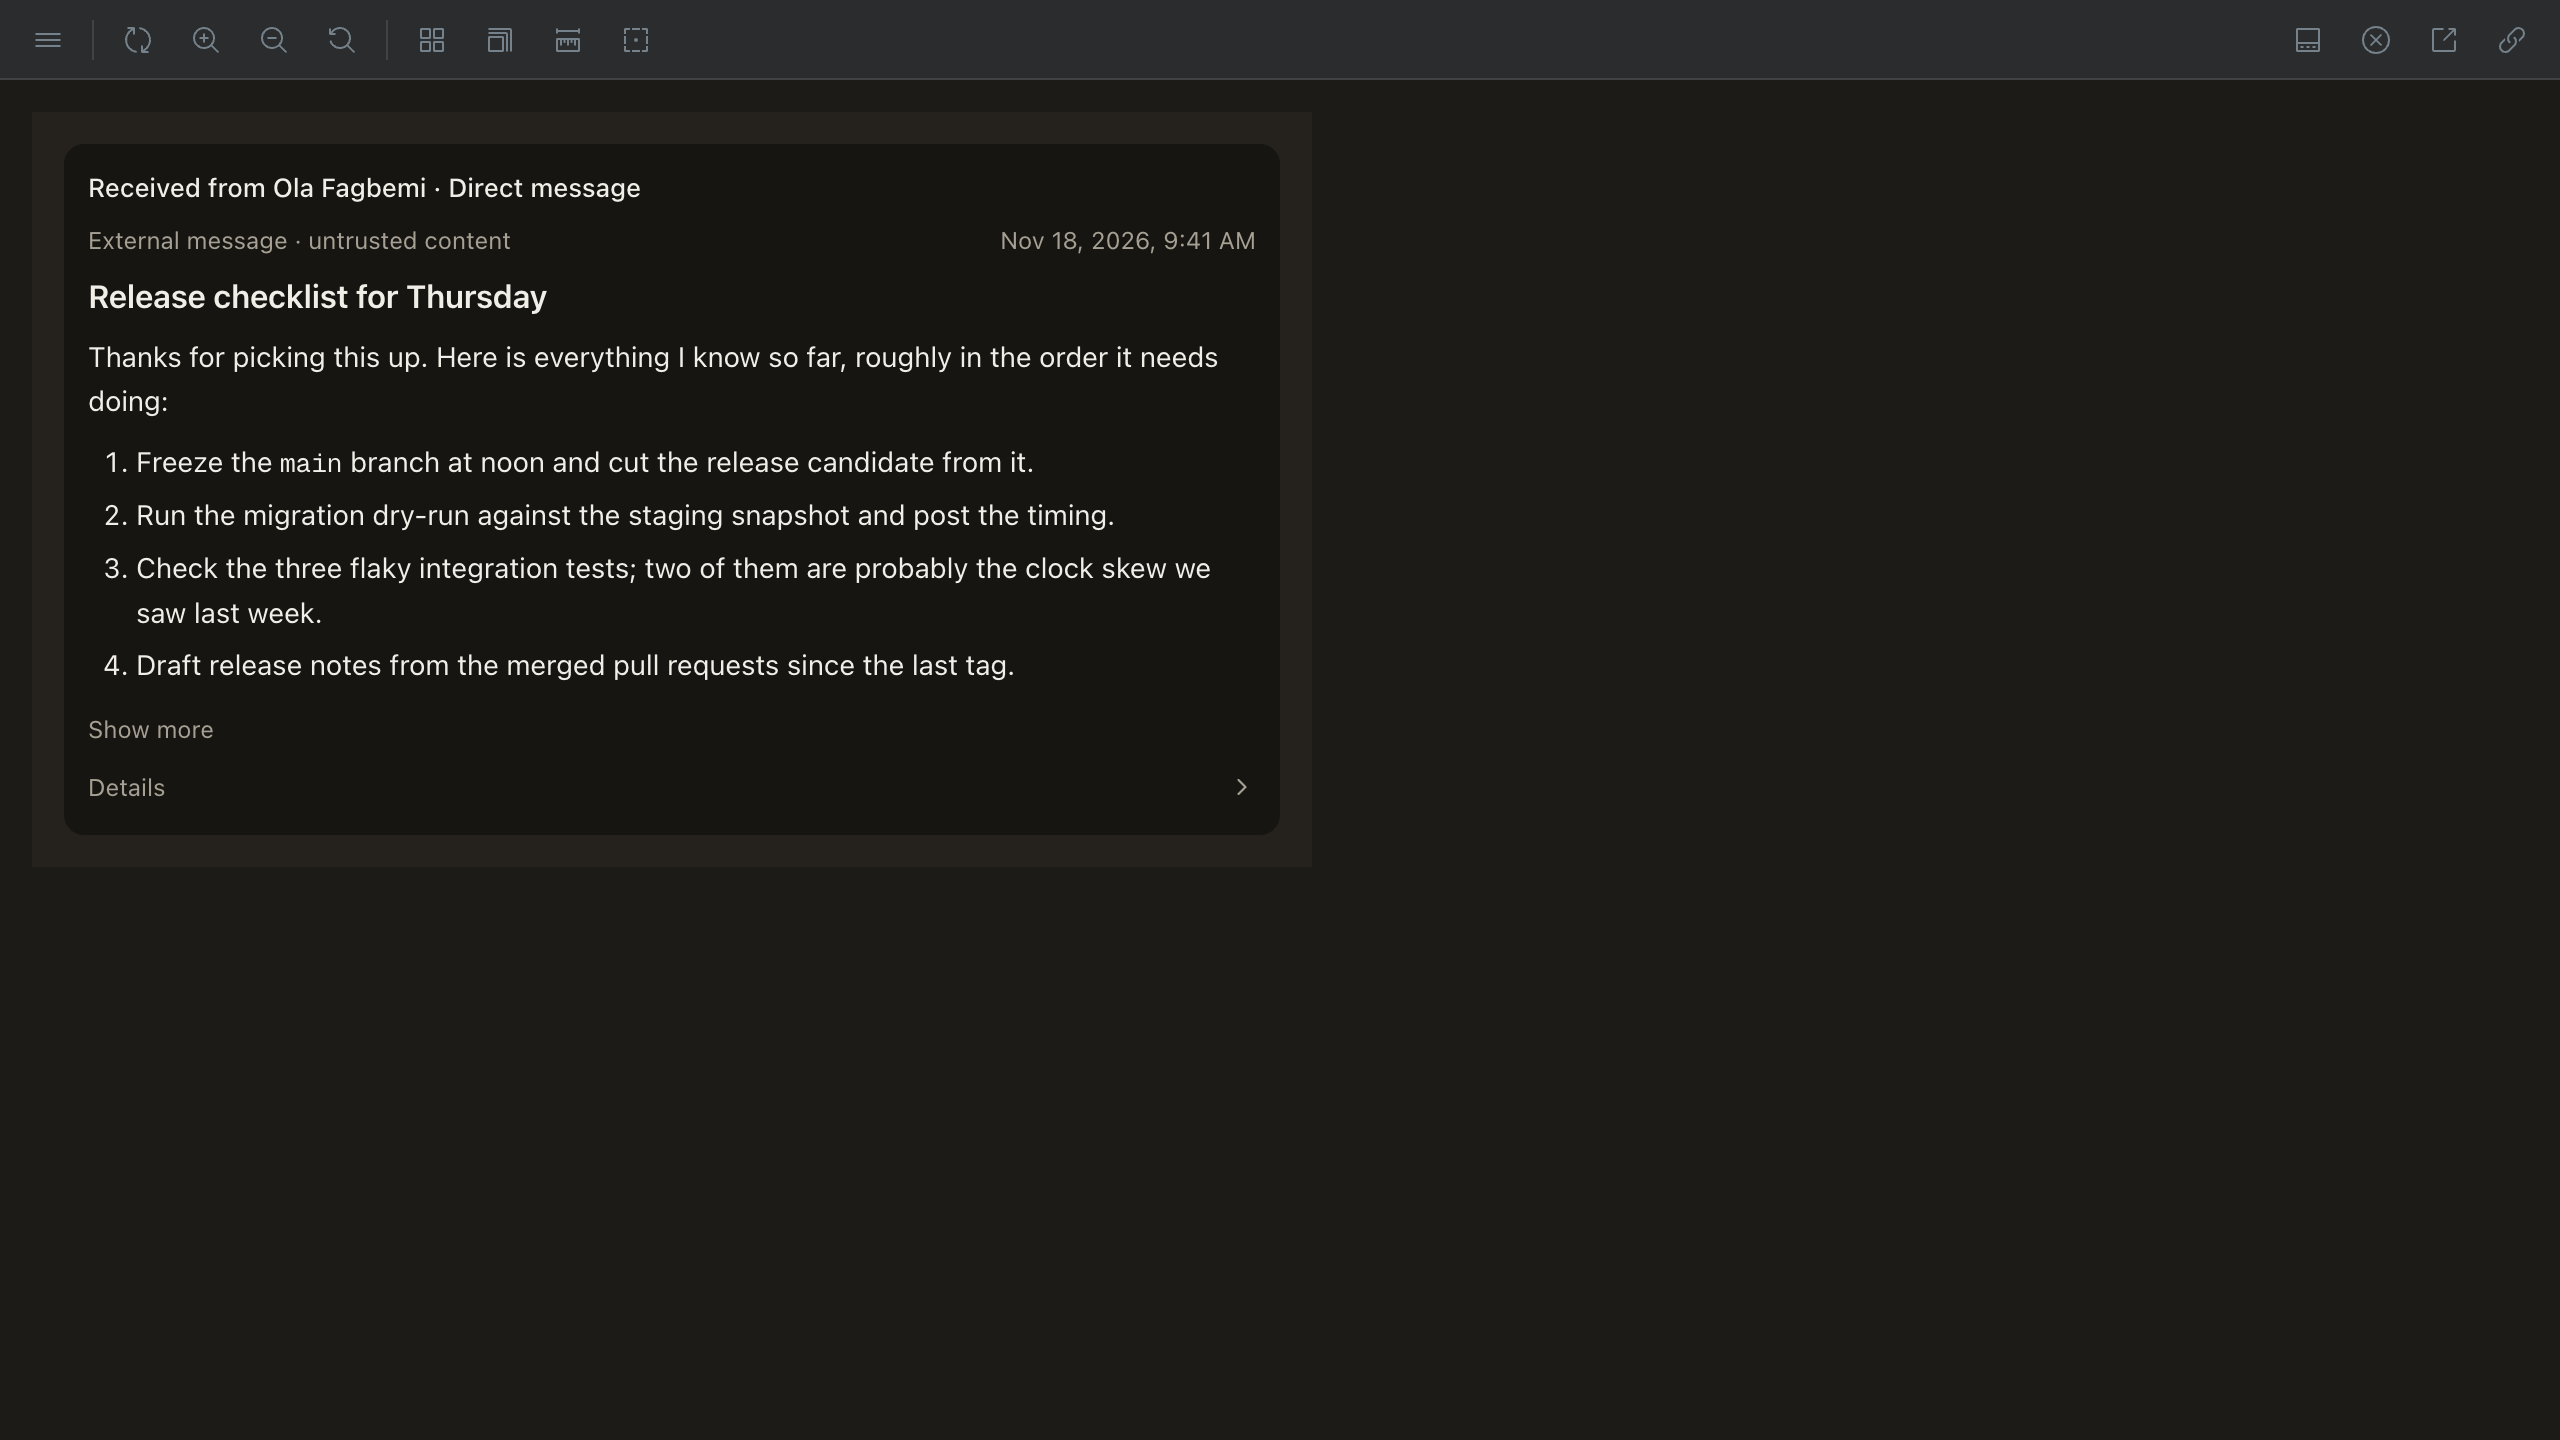 Received from Ola Fagbemi · Direct message
External message · untrusted content
Nov 18, 2026, 9:41 AM
Release checklist for Thursday
Thanks for picking this up. Here is everything I know so far, roughly in the order it needs
doing:
1. Freeze the main branch at noon and cut the release candidate from it.
2. Run the migration dry-run against the staging snapshot and post the timing.
3. Check the three flaky integration tests; two of them are probably the clock skew we
saw last week.
4. Draft release notes from the merged pull requests since the last tag.
Show more
Details